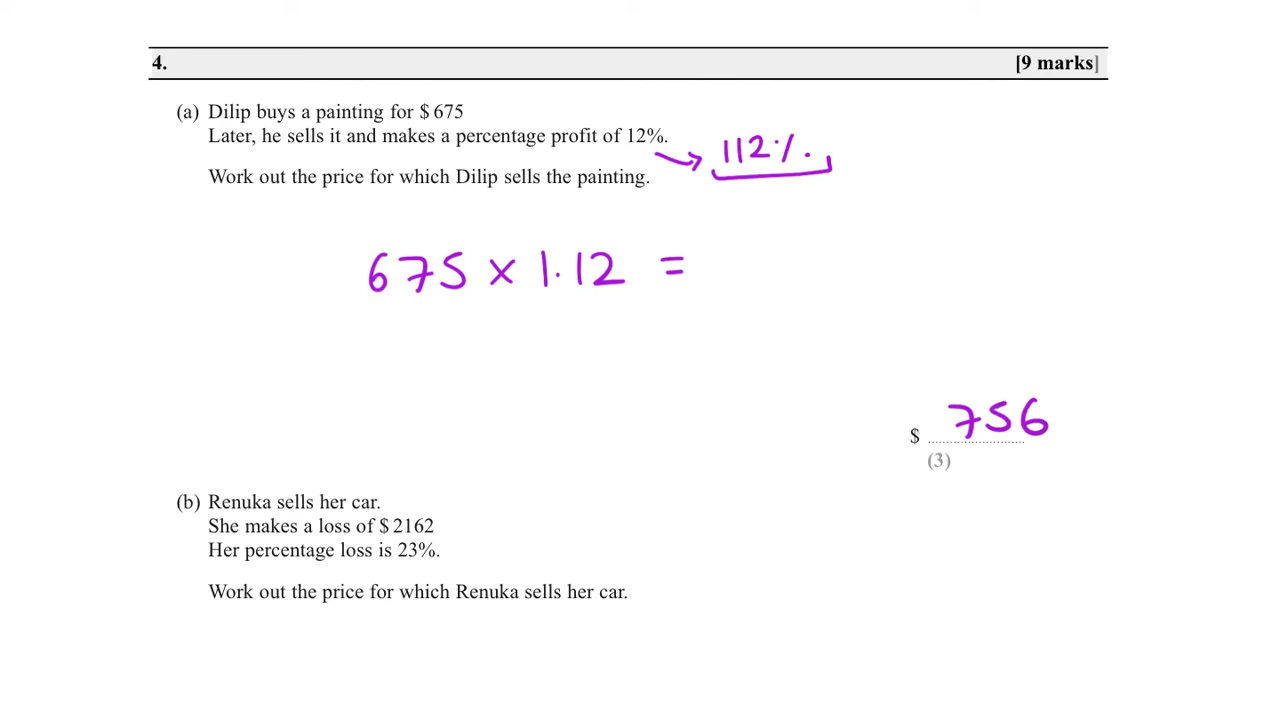 4. [9 marks]
(a) Dilip buys a painting for $675
Later, he sells it and makes a percentage profit of 12%.
112%.
Work out the price for which Dilip sells the painting.
675 × 1.12 =
$ 756
(3)
(b) Renuka sells her car.
She makes a loss of $2162
Her percentage loss is 23%.
Work out the price for which Renuka sells her car.